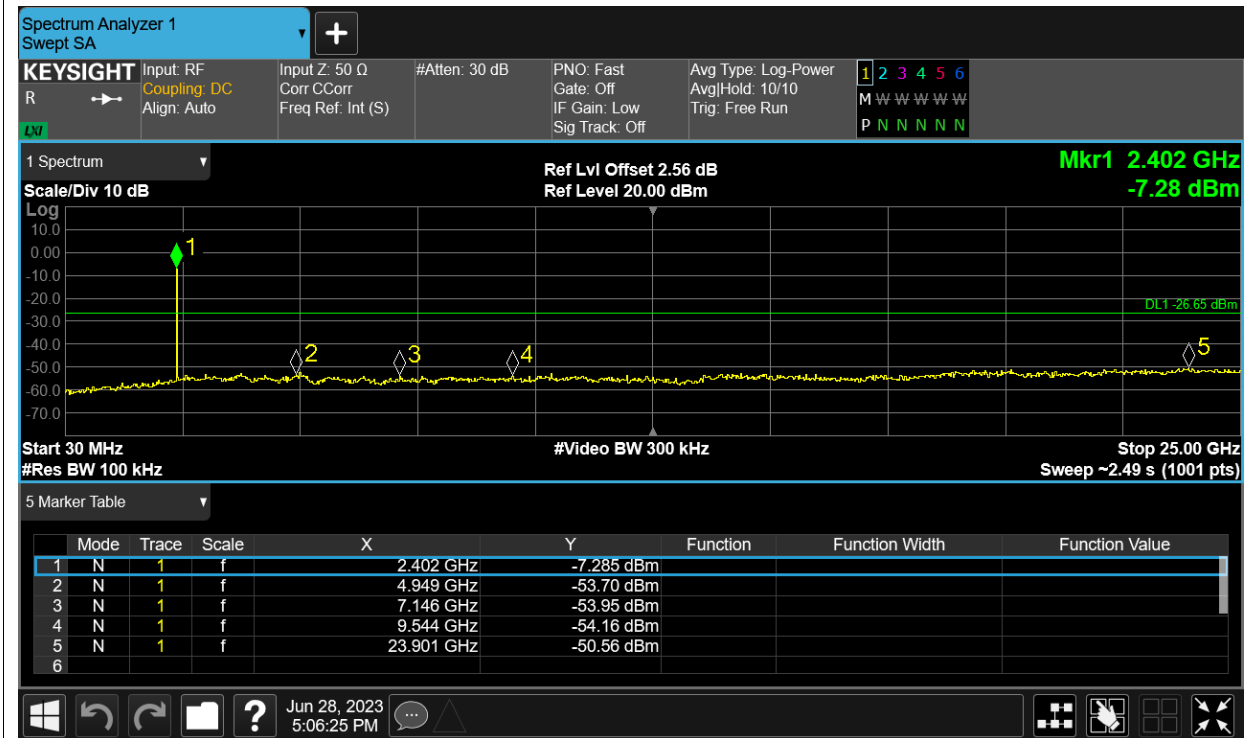 Spectrum Analyzer 1
Swept SA
KEYSIGHT Input: RF Input Z: 50 Ω #Atten: 30 dB PNO: Fast Avg Type: Log-Power 1 2 3 4 5 6
R Coupling: DC Corr CCorr Gate: Off Avg|Hold: 10/10 M W W W W W
Align: Auto Freq Ref: Int (S) IF Gain: Low Trig: Free Run
LXI Sig Track: Off P N N N N N
1 Spectrum Ref Lvl Offset 2.56 dB Mkr1 2.402 GHz
Scale/Div 10 dB Ref Level 20.00 dBm -7.28 dBm
Log
10.0
0.00 1
-10.0
-20.0 DL1 -26.65 dBm
-30.0
-40.0 2 3 4 5
-50.0
-60.0
-70.0
Start 30 MHz #Video BW 300 kHz Stop 25.00 GHz
#Res BW 100 kHz Sweep ~2.49 s (1001 pts)
5 Marker Table
Mode Trace Scale X Y Function Function Width Function Value
1 N 1 f 2.402 GHz -7.285 dBm
2 N 1 f 4.949 GHz -53.70 dBm
3 N 1 f 7.146 GHz -53.95 dBm
4 N 1 f 9.544 GHz -54.16 dBm
5 N 1 f 23.901 GHz -50.56 dBm
6
? Jun 28, 2023
5:06:25 PM